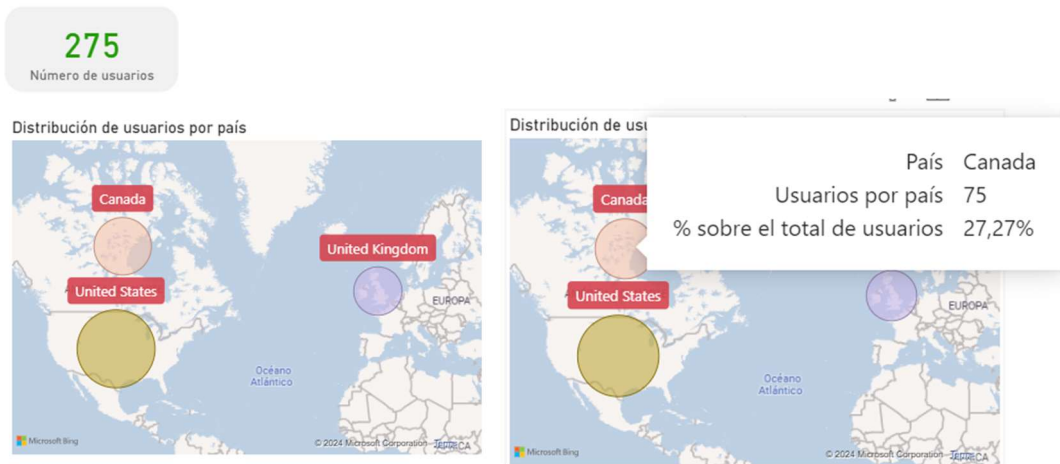 275
Número de usuarios
Distribución de usuarios por país
Canada
United Kingdom
United States
EUROPA
Océano
Atlántico
Microsoft Bing
© 2024 Microsoft Corporation
Distribución de usu
País Canada
Usuarios por país 75
% sobre el total de usuarios 27,27%
Canada
United States
EUROPA
Océano
Atlántico
Microsoft Bing
© 2024 Microsoft Corporation